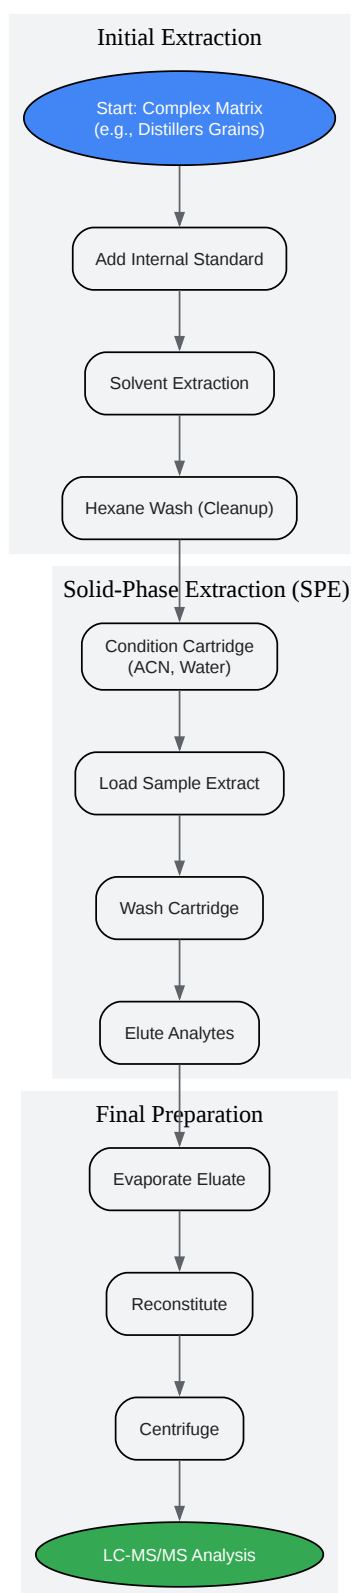 Initial Extraction
Start: Complex Matrix
(e.g., Distillers Grains)
Add Internal Standard
Solvent Extraction
Hexane Wash (Cleanup)
Solid-Phase Extraction (SPE)
Condition Cartridge
(ACN, Water)
Load Sample Extract
Wash Cartridge
Elute Analytes
Final Preparation
Evaporate Eluate
Reconstitute
Centrifuge
LC-MS/MS Analysis